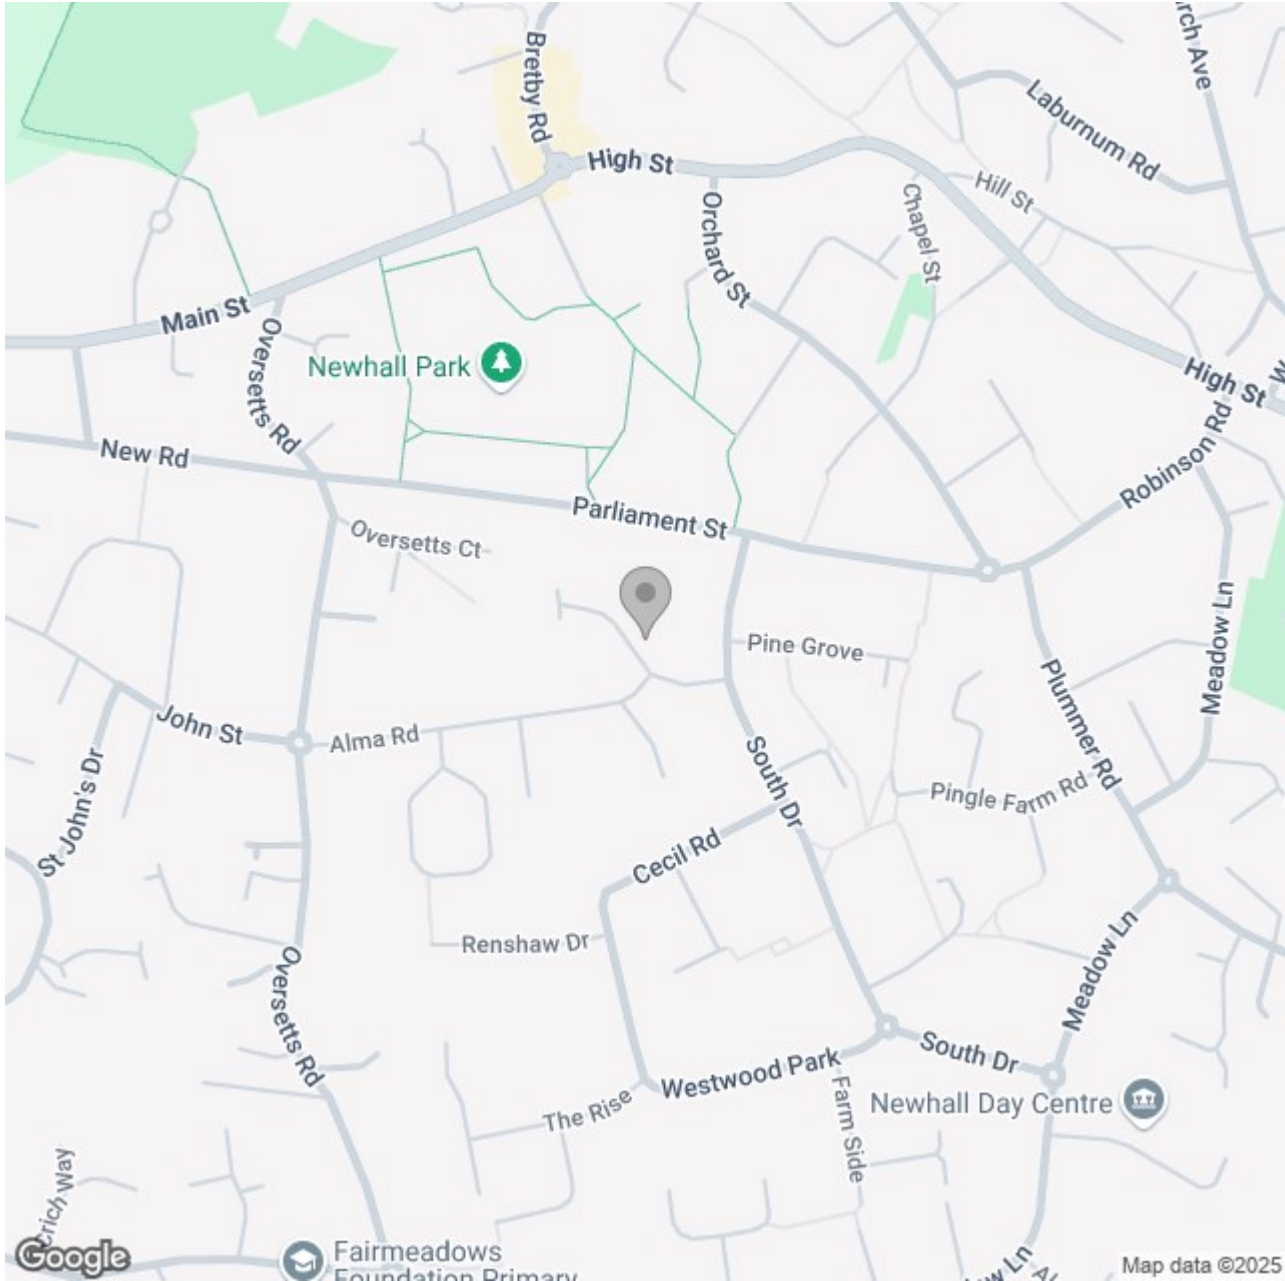 Bretby Rd
High St
Laburnum Rd
Hill St
Chapel St
Orchard St
Main St
Oversetts Rd
Newhall Park
High St
Robinson Rd
New Rd
Parliament St
Oversetts Ct
Pine Grove
Meadow Ln
Plummer Rd
John St
Alma Rd
South Dr
St John's Dr
Pingle Farm Rd
Cecil Rd
Renshaw Dr
Meadow Ln
Oversetts Rd
South Dr
Westwood Park
The Rise
Farm Side
Newhall Day Centre
Fairmeadows
Foundation Primary
Google
Map data ©2025